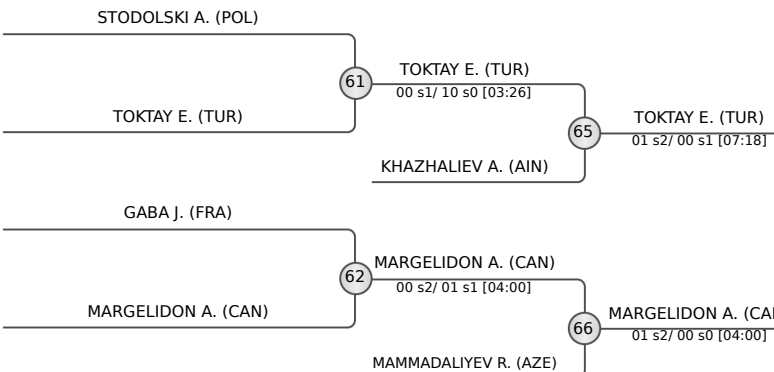 STODOLSKI A. (POL)
61
TOKTAY E. (TUR)
00 s1/ 10 s0 [03:26]
TOKTAY E. (TUR)
65
TOKTAY E. (TUR)
01 s2/ 00 s1 [07:18]
KHAZHALIEV A. (AIN)
GABA J. (FRA)
62
MARGELIDON A. (CAN)
00 s2/ 01 s1 [04:00]
MARGELIDON A. (CAN)
66
MARGELIDON A. (CA
01 s2/ 00 s0 [04:00]
MAMMADALIYEV R. (AZE)